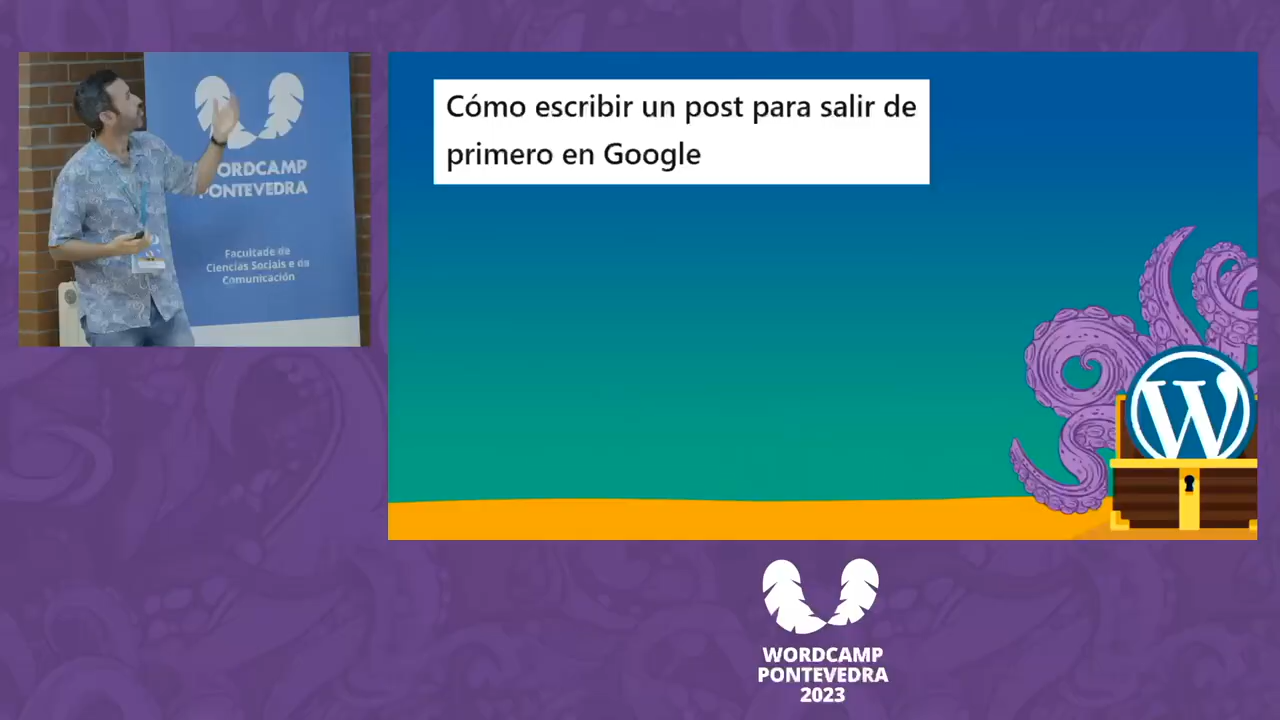 WORDCAMP
PONTEVEDRA
Facultade de
Ciencias Sociais e da
Comunicación
Cómo escribir un post para salir de
primero en Google
WORDCAMP
PONTEVEDRA
2023